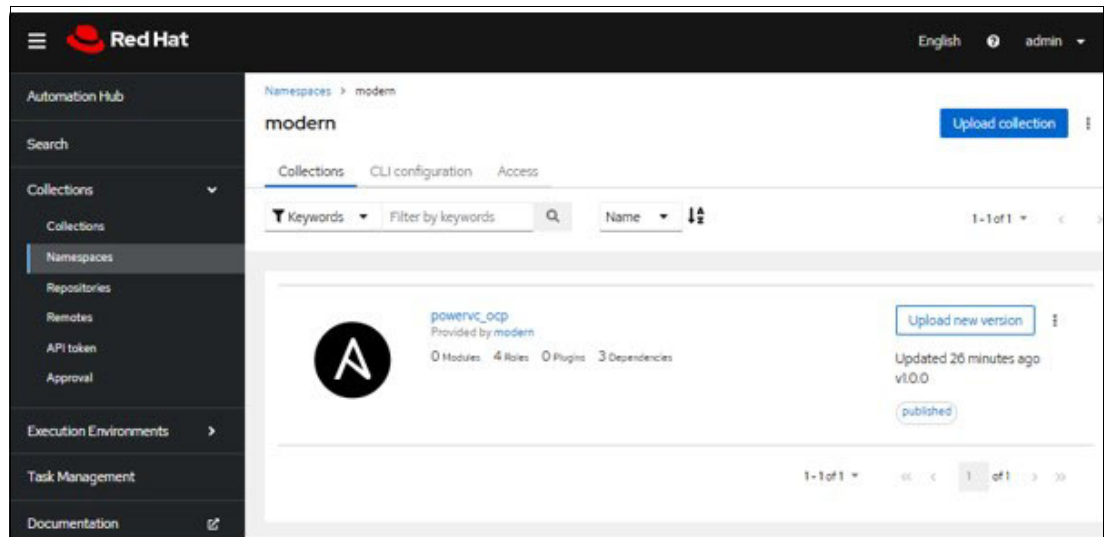 Red Hat
English
admin
Automation Hub
Search
Collections
Collections
Namespaces
Repositories
Remotes
API token
Approval
Execution Environments
Task Management
Documentation
Namespaces > modern
modern
Upload collection
Collections CLI configuration Access
Keywords Filter by keywords Name 1-1 of 1
powervc_ocp
Provided by modern
0 Modules 4 Roles 0 Plugins 3 Dependencies
Upload new version
Updated 26 minutes ago
v1.0.0
published
1-1 of 1 1 of 1